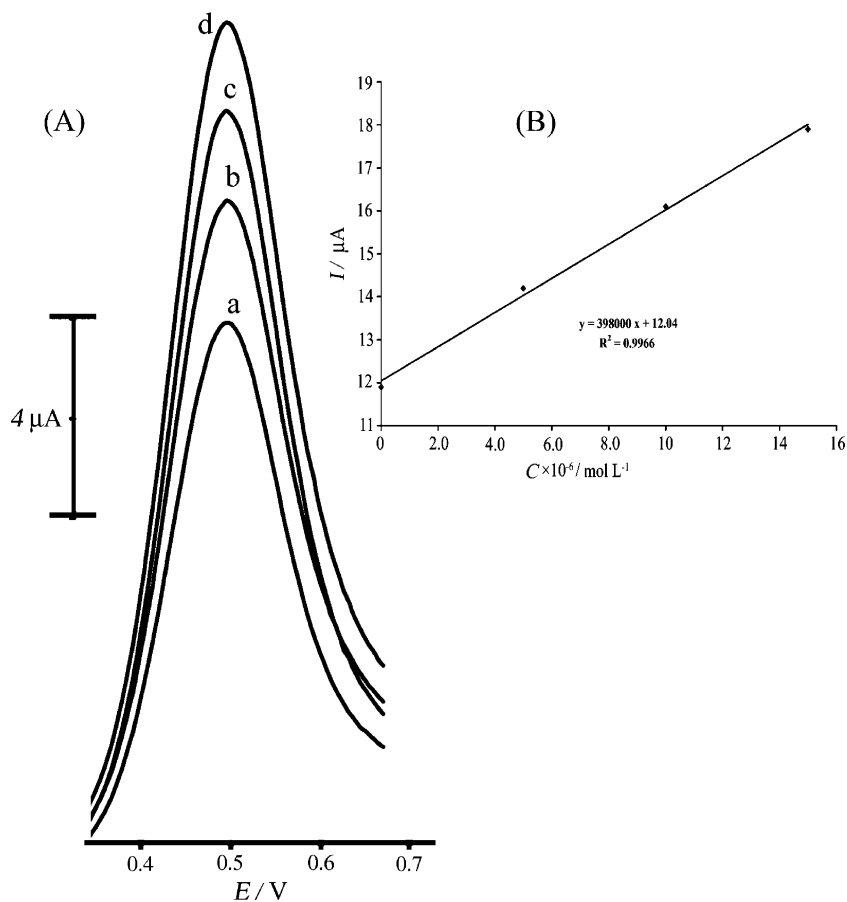 (A)
d
c
b
a
4 µA
0.4 0.5 0.6 0.7
E / V
(B)
19
18
17
16
15
14
13
12
11
I / µA
y = 398000 x + 12.04
R² = 0.9966
0 2.0 4.0 6.0 8.0 10 12 14 16
C×10⁻⁶ / mol L⁻¹